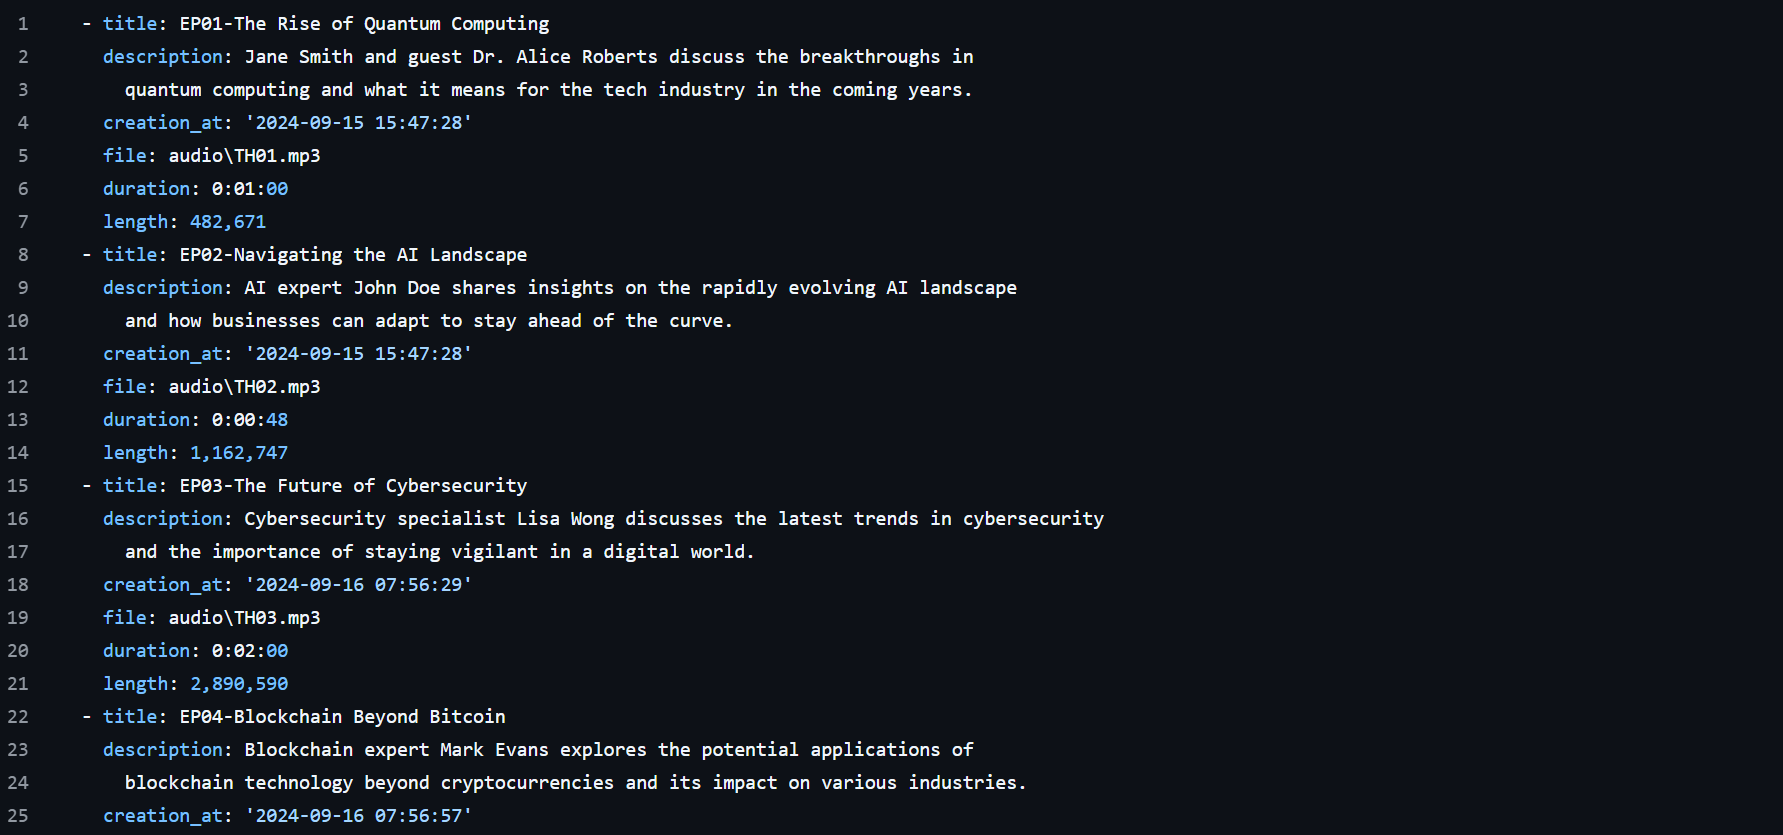 1 - title: EP01-The Rise of Quantum Computing
2 description: Jane Smith and guest Dr. Alice Roberts discuss the breakthroughs in
3 quantum computing and what it means for the tech industry in the coming years.
4 creation_at: '2024-09-15 15:47:28'
5 file: audio\TH01.mp3
6 duration: 0:01:00
7 length: 482,671
8 - title: EP02-Navigating the AI Landscape
9 description: AI expert John Doe shares insights on the rapidly evolving AI landscape
10 and how businesses can adapt to stay ahead of the curve.
11 creation_at: '2024-09-15 15:47:28'
12 file: audio\TH02.mp3
13 duration: 0:00:48
14 length: 1,162,747
15 - title: EP03-The Future of Cybersecurity
16 description: Cybersecurity specialist Lisa Wong discusses the latest trends in cybersecurity
17 and the importance of staying vigilant in a digital world.
18 creation_at: '2024-09-16 07:56:29'
19 file: audio\TH03.mp3
20 duration: 0:02:00
21 length: 2,890,590
22 - title: EP04-Blockchain Beyond Bitcoin
23 description: Blockchain expert Mark Evans explores the potential applications of
24 blockchain technology beyond cryptocurrencies and its impact on various industries.
25 creation_at: '2024-09-16 07:56:57'